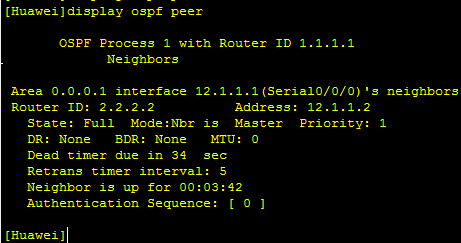 [Huawei]display ospf peer
OSPF Process 1 with Router ID 1.1.1.1
Neighbors
Area 0.0.0.1 interface 12.1.1.1(Serial0/0/0)'s neighbors
Router ID: 2.2.2.2 Address: 12.1.1.2
State: Full Mode:Nbr is Master Priority: 1
DR: None BDR: None MTU: 0
Dead timer due in 34 sec
Retrans timer interval: 5
Neighbor is up for 00:03:42
Authentication Sequence: [ 0 ]
[Huawei]